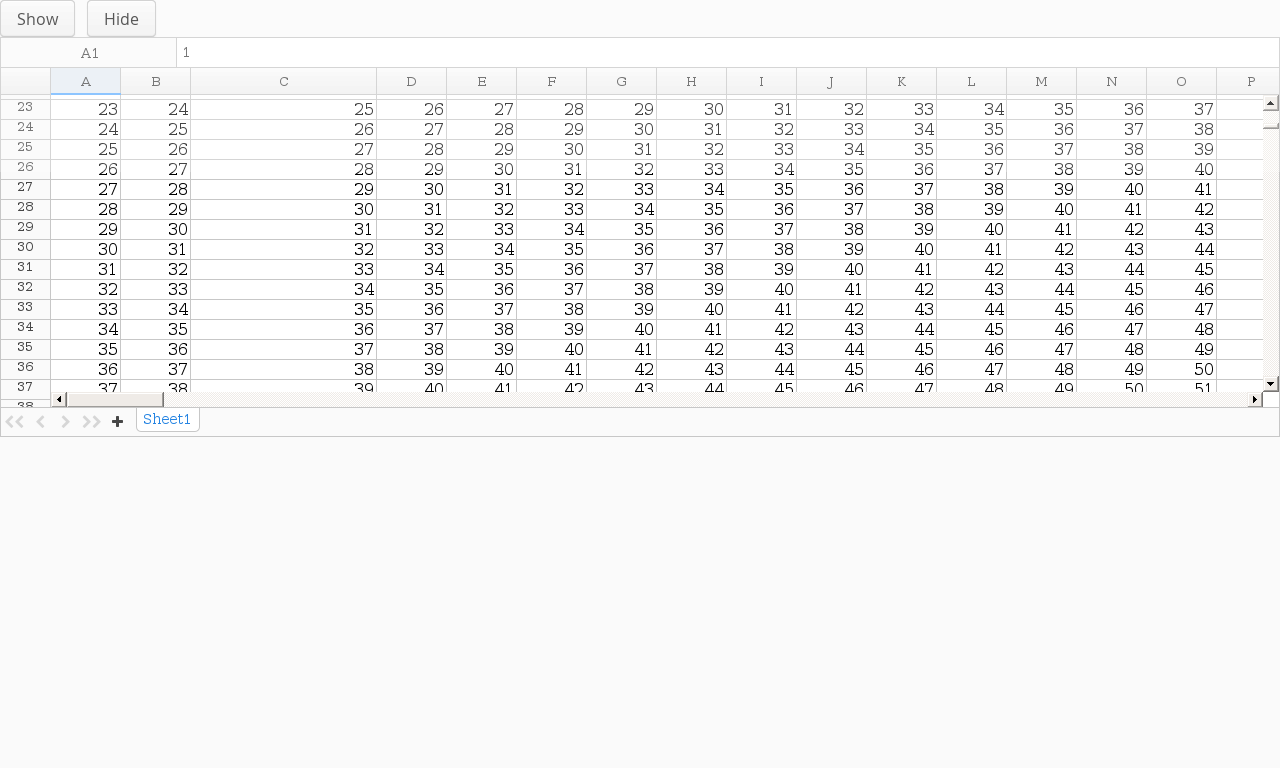 Show Hide
A1 1
A B C D E F G H I J K L M N O P
23 23 24 25 26 27 28 29 30 31 32 33 34 35 36 37
24 24 25 26 27 28 29 30 31 32 33 34 35 36 37 38
25 25 26 27 28 29 30 31 32 33 34 35 36 37 38 39
26 26 27 28 29 30 31 32 33 34 35 36 37 38 39 40
27 27 28 29 30 31 32 33 34 35 36 37 38 39 40 41
28 28 29 30 31 32 33 34 35 36 37 38 39 40 41 42
29 29 30 31 32 33 34 35 36 37 38 39 40 41 42 43
30 30 31 32 33 34 35 36 37 38 39 40 41 42 43 44
31 31 32 33 34 35 36 37 38 39 40 41 42 43 44 45
32 32 33 34 35 36 37 38 39 40 41 42 43 44 45 46
33 33 34 35 36 37 38 39 40 41 42 43 44 45 46 47
34 34 35 36 37 38 39 40 41 42 43 44 45 46 47 48
35 35 36 37 38 39 40 41 42 43 44 45 46 47 48 49
36 36 37 38 39 40 41 42 43 44 45 46 47 48 49 50
37 37 38 39 40 41 42 43 44 45 46 47 48 49 50 51
38
Sheet1